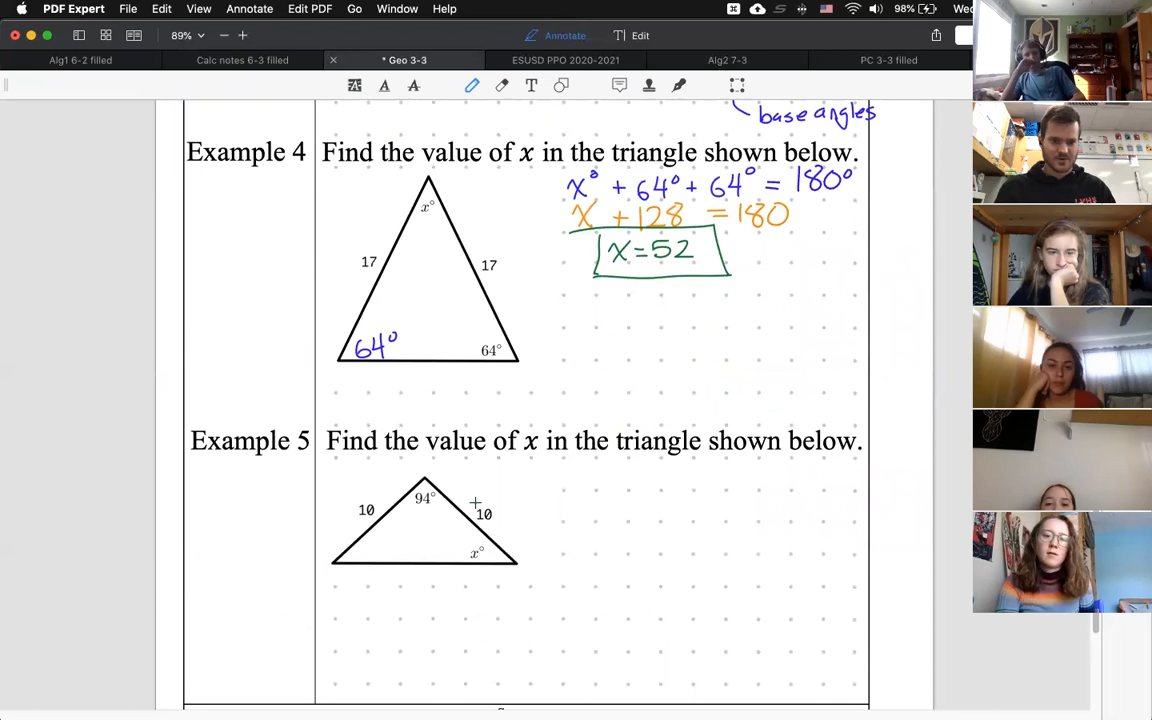 PDF Expert File Edit View Annotate Edit PDF Go Window Help 98% Wed
89% Annotate Edit
Alg1 6-2 filled Calc notes 6-3 filled * Geo 3-3 ESUSD PPO 2020-2021 Alg2 7-3 PC 3-3 filled
base angles
Example 4 Find the value of x in the triangle shown below.
x° + 64° + 64° = 180°
x + 128 = 180
x = 52
x°
17 17
64° 64°
Example 5 Find the value of x in the triangle shown below.
94°
10 10
x°